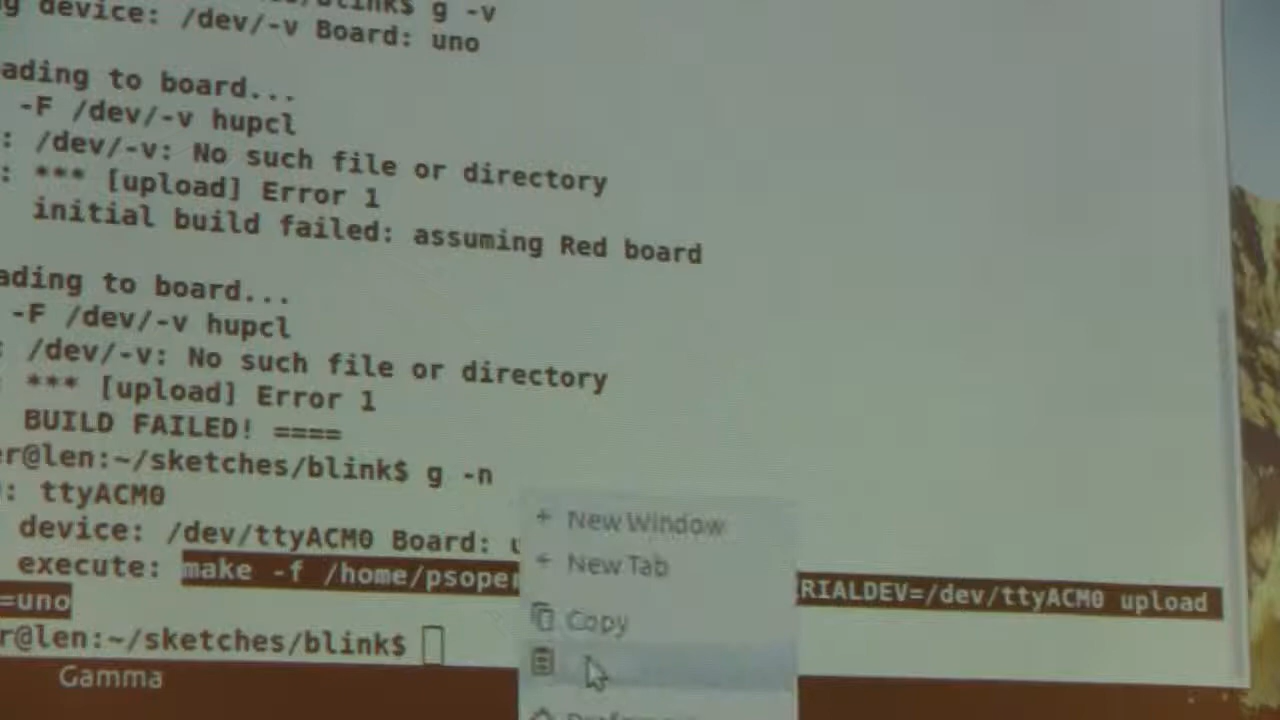 blink$ g -v
g device: /dev/-v Board: uno
ading to board...
-F /dev/-v hupcl
: /dev/-v: No such file or directory
: *** [upload] Error 1
initial build failed: assuming Red board
ading to board...
-F /dev/-v hupcl
: /dev/-v: No such file or directory
*** [upload] Error 1
BUILD FAILED! ====
er@len:~/sketches/blink$ g -n
: ttyACM0
device: /dev/ttyACM0 Board: u
execute: make -f /home/psoper RIALDEV=/dev/ttyACM0 upload
=uno
r@len:~/sketches/blink$
New Window
New Tab
Copy
Gamma